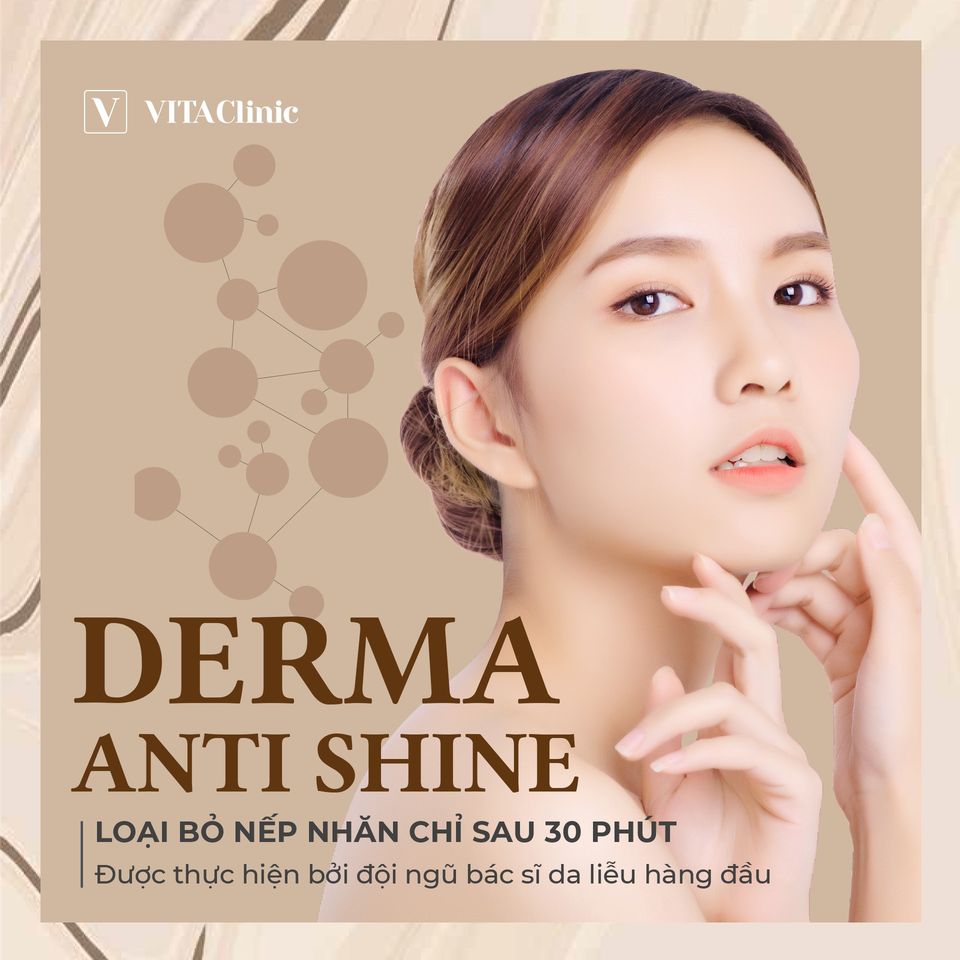 V VITAClinic
DERMA
ANTI SHINE
LOẠI BỎ NẾP NHĂN CHỈ SAU 30 PHÚT
Được thực hiện bởi đội ngũ bác sĩ da liễu hàng đầu